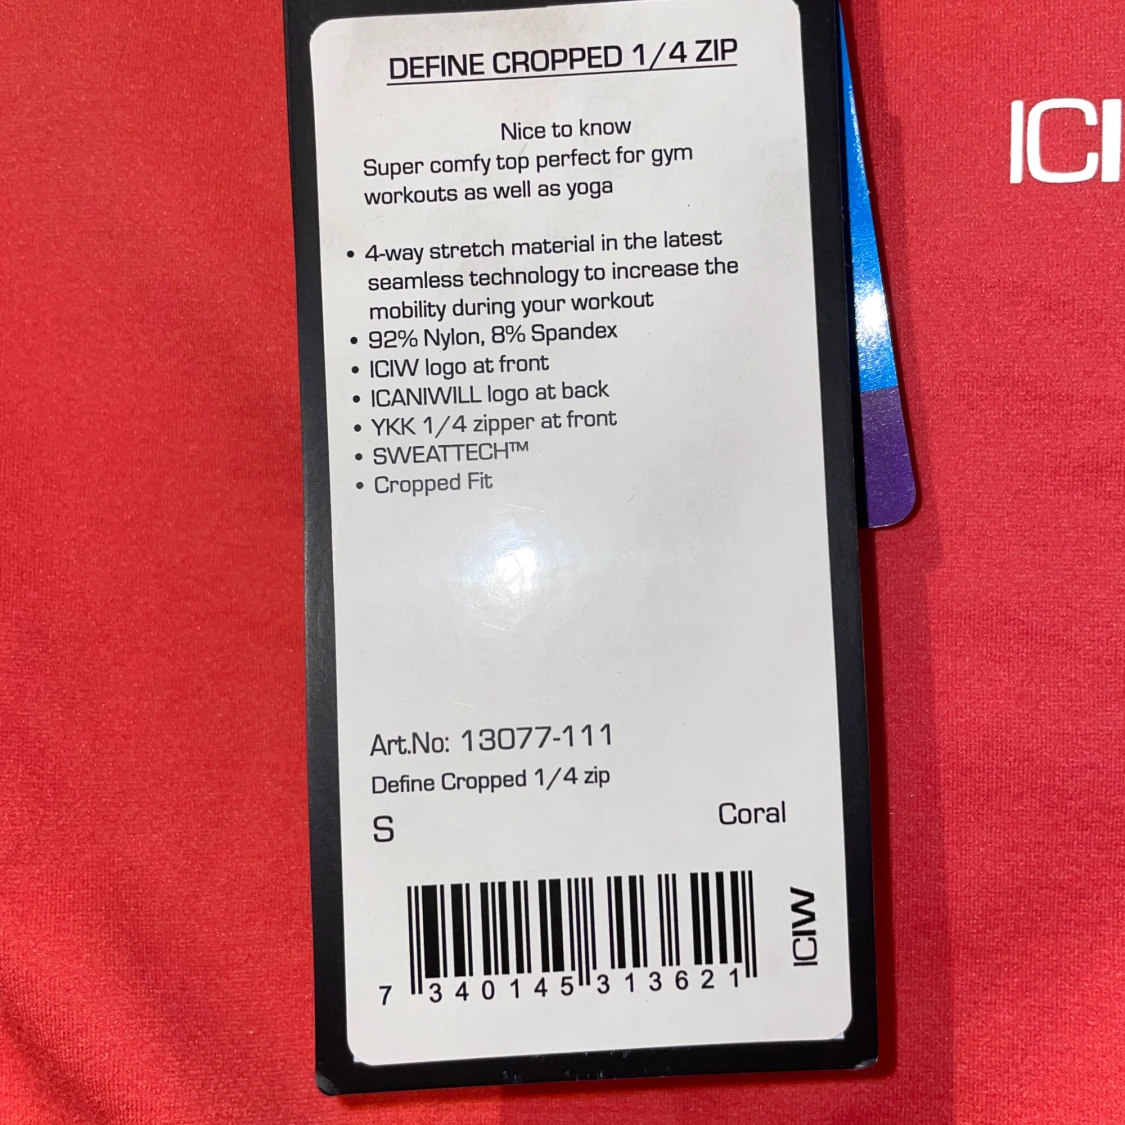 DEFINE CROPPED 1/4 ZIP
Nice to know
Super comfy top perfect for gym
workouts as well as yoga
• 4-way stretch material in the latest
seamless technology to increase the
mobility during your workout
• 92% Nylon, 8% Spandex
• ICIW logo at front
• ICANIWILL logo at back
• YKK 1/4 zipper at front
• SWEATTECH™
• Cropped Fit
Art.No: 13077-111
Define Cropped 1/4 zip
S Coral
7 340145 313621
ICIW
ICI